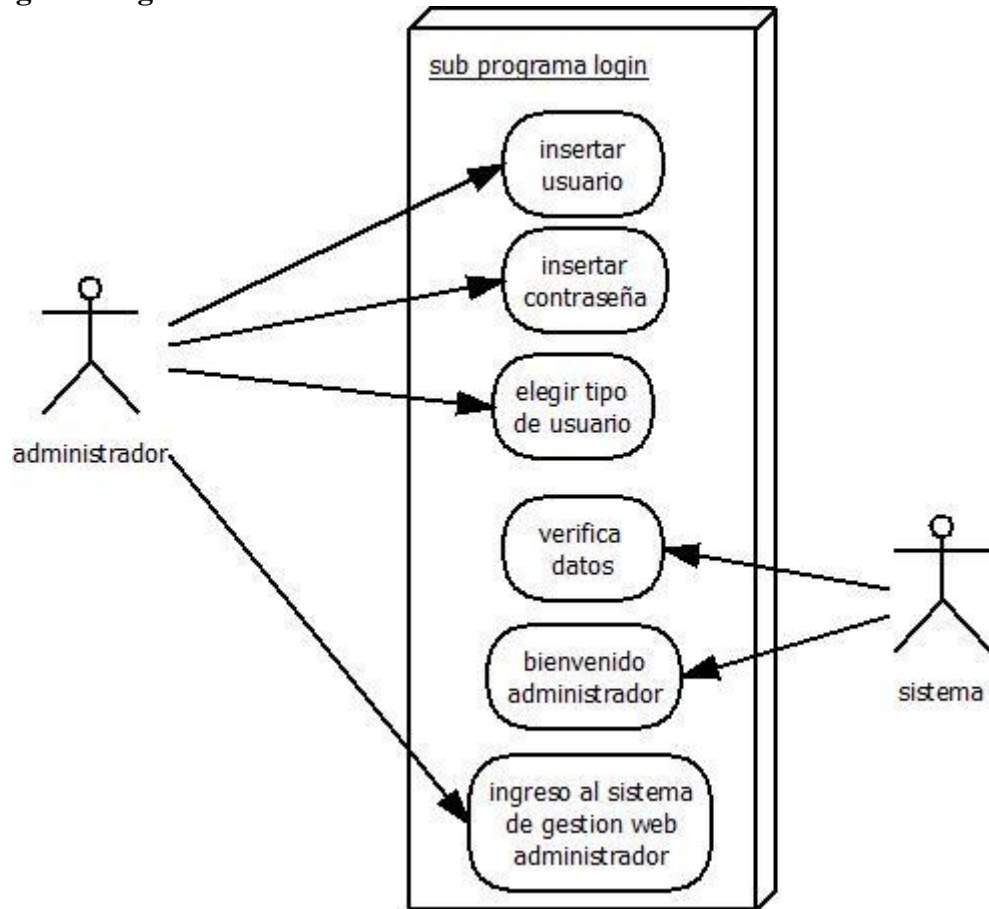 sub programa login
insertar
usuario
insertar
contraseña
elegir tipo
de usuario
administrador
verifica
datos
bienvenido
administrador
sistema
ingreso al sistema
de gestion web
administrador